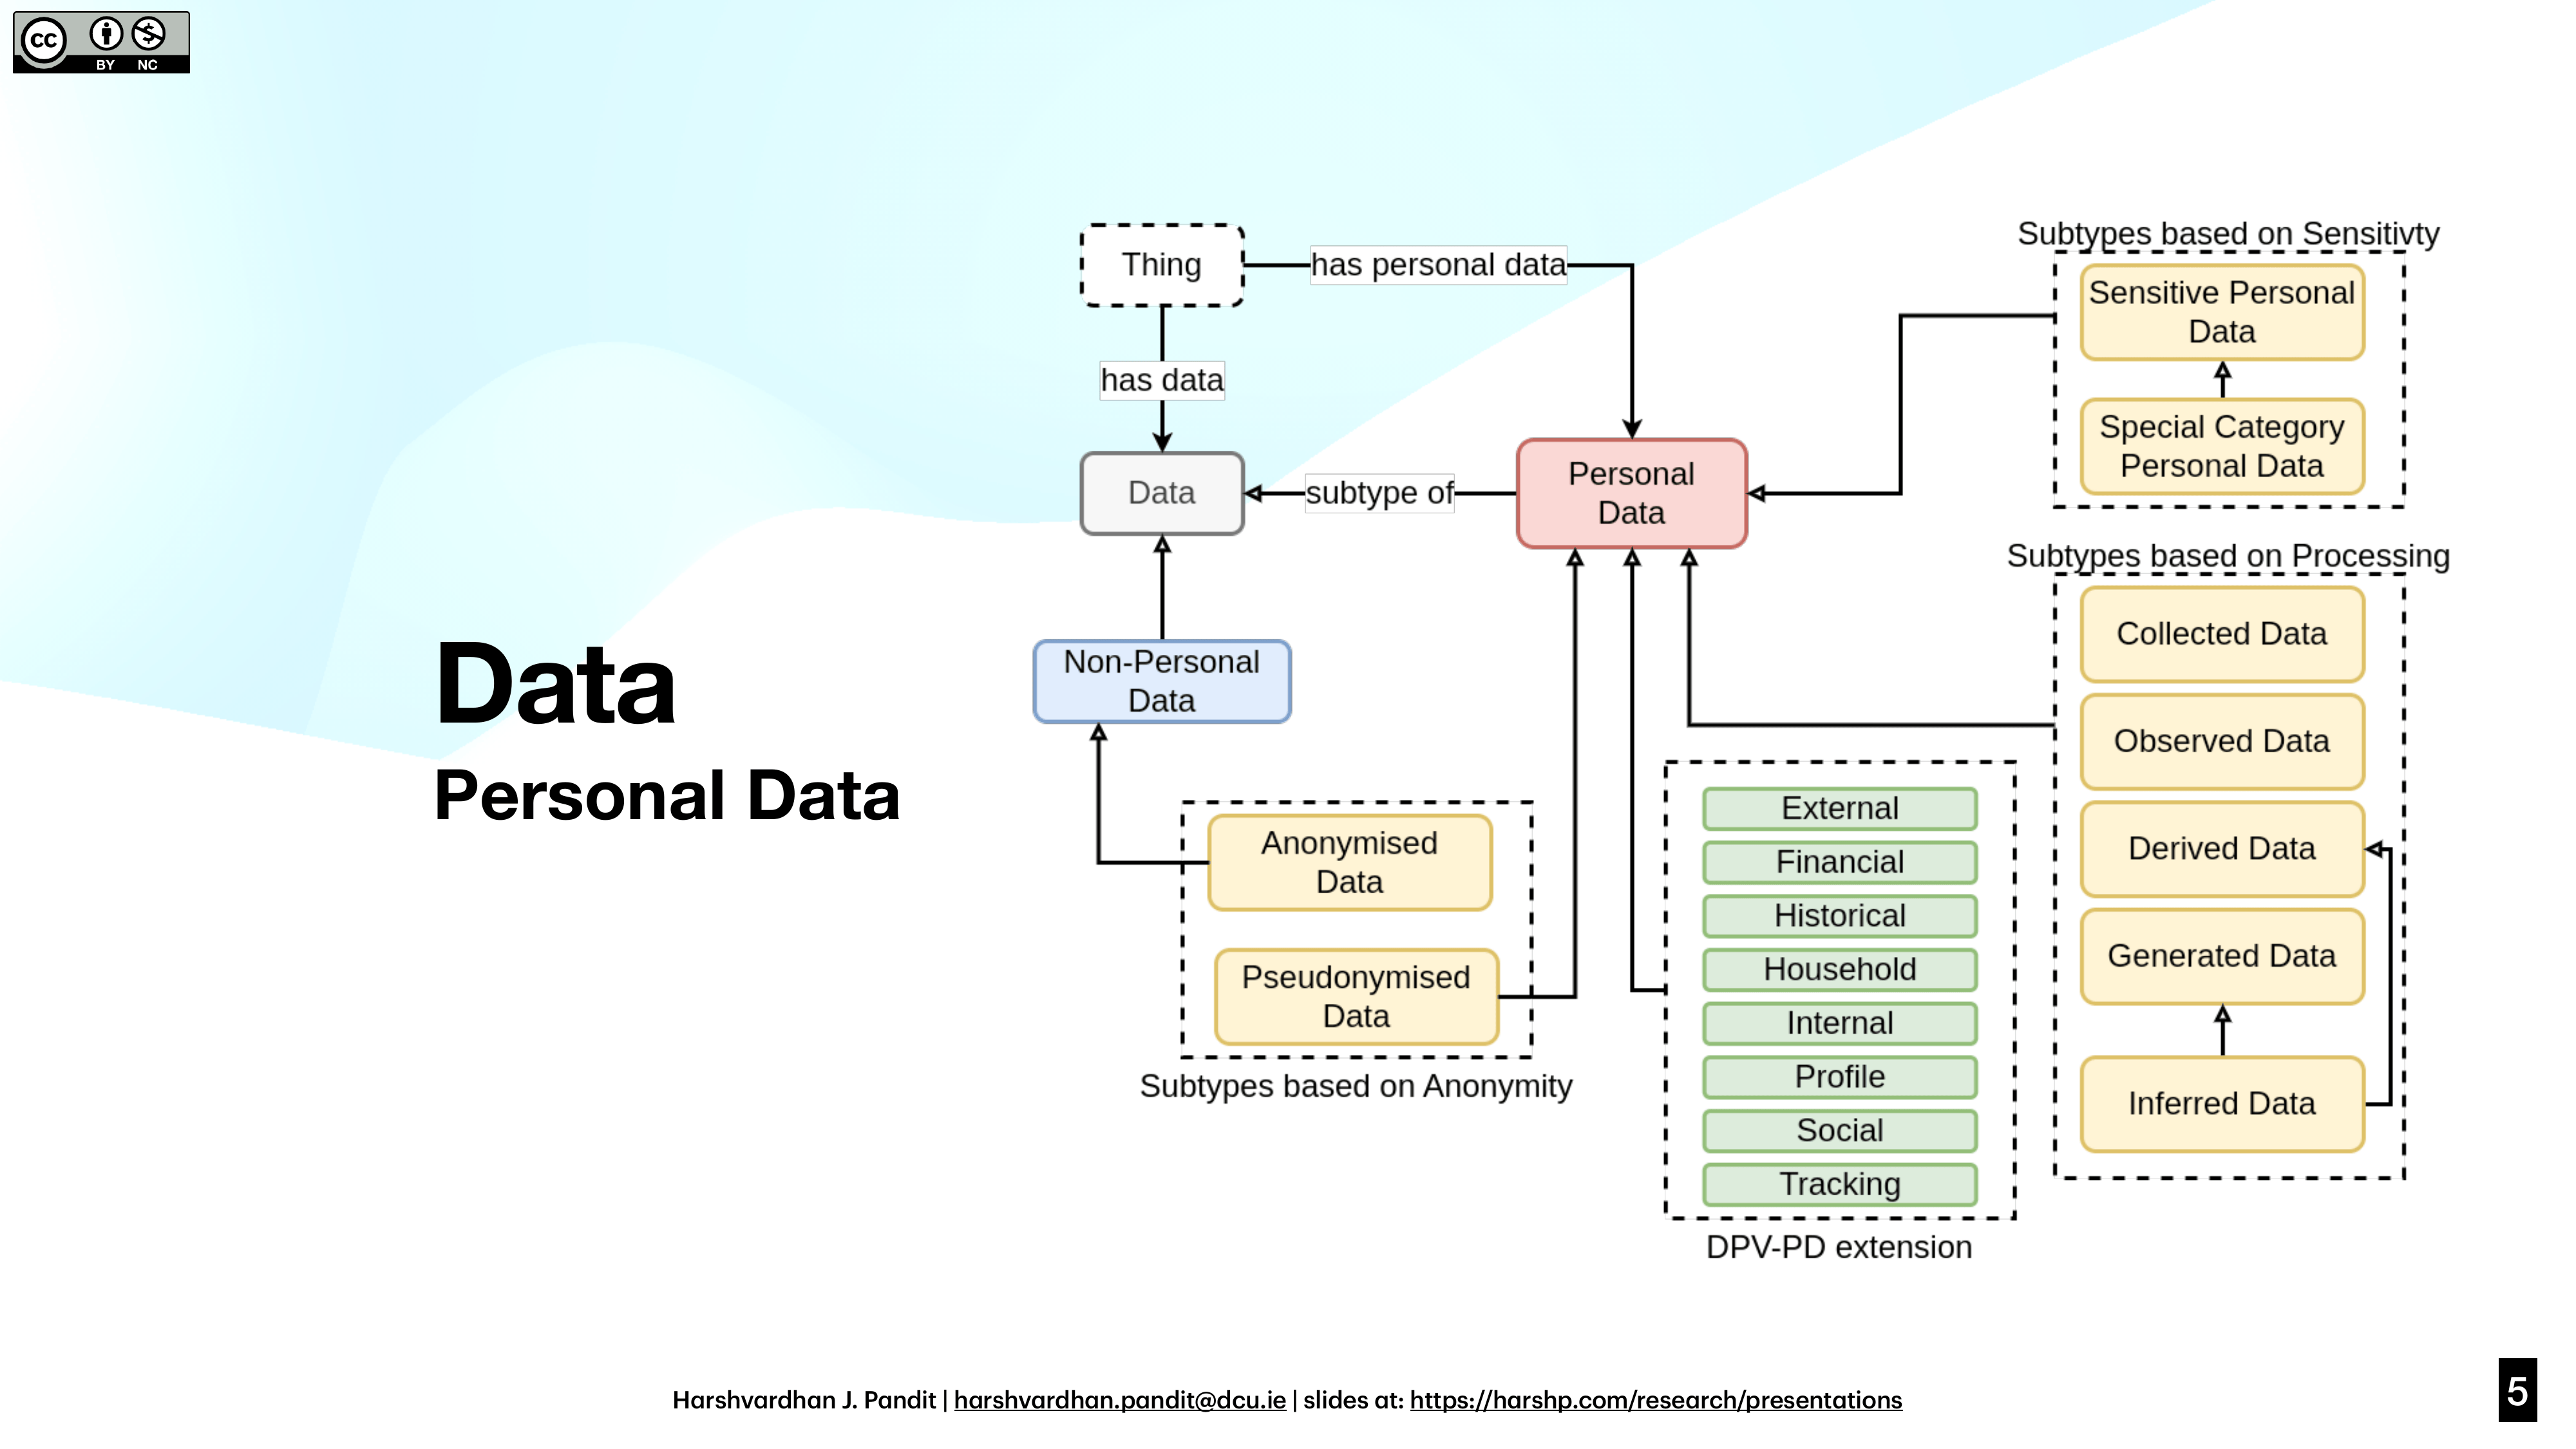 CC
BY NC
Data
Personal Data
Thing
has personal data
has data
Data
subtype of
Personal
Data
Non-Personal
Data
Anonymised
Data
Pseudonymised
Data
Subtypes based on Anonymity
External
Financial
Historical
Household
Internal
Profile
Social
Tracking
DPV-PD extension
Subtypes based on Sensitivty
Sensitive Personal
Data
Special Category
Personal Data
Subtypes based on Processing
Collected Data
Observed Data
Derived Data
Generated Data
Inferred Data
Harshvardhan J. Pandit | harshvardhan.pandit@dcu.ie | slides at: https://harshp.com/research/presentations
5